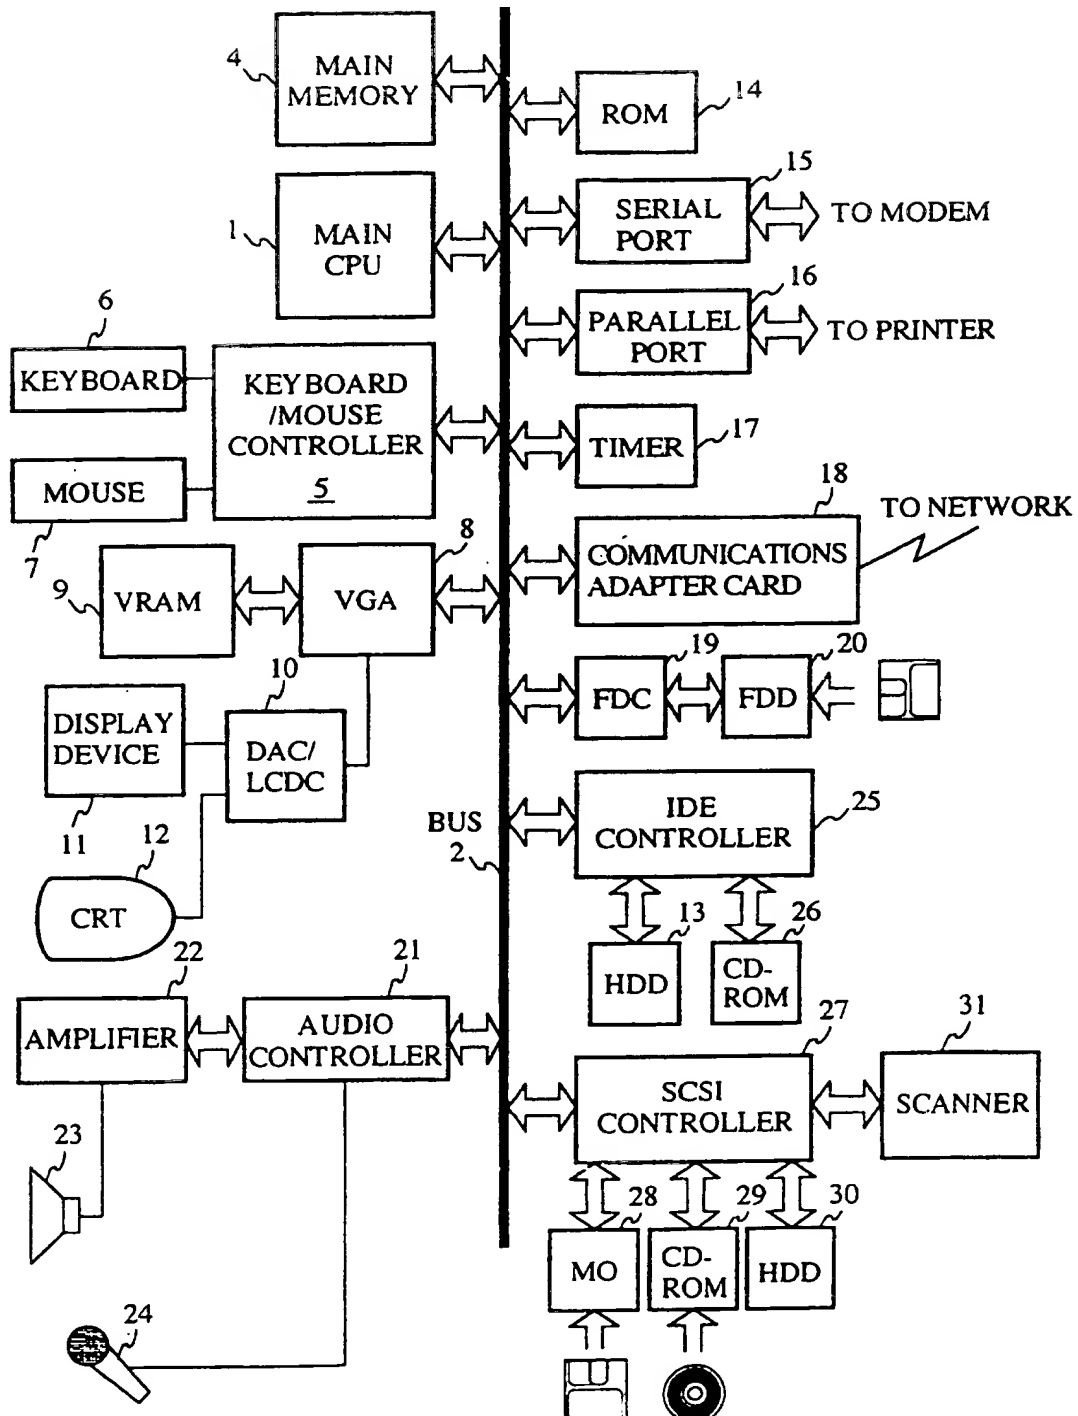 4
MAIN
MEMORY
ROM
14
1
MAIN
CPU
15
SERIAL
PORT
TO MODEM
16
PARALLEL
PORT
TO PRINTER
6
KEYBOARD
KEYBOARD
/MOUSE
CONTROLLER
5
MOUSE
7
TIMER
17
18
COMMUNICATIONS
ADAPTER CARD
TO NETWORK
9
VRAM
8
VGA
19
FDC
20
FDD
DISPLAY
DEVICE
11
10
DAC/
LCDC
12
CRT
BUS
2
IDE
CONTROLLER
25
13
HDD
26
CD-
ROM
22
AMPLIFIER
21
AUDIO
CONTROLLER
27
SCSI
CONTROLLER
31
SCANNER
23
24
28
MO
29
CD-
ROM
30
HDD